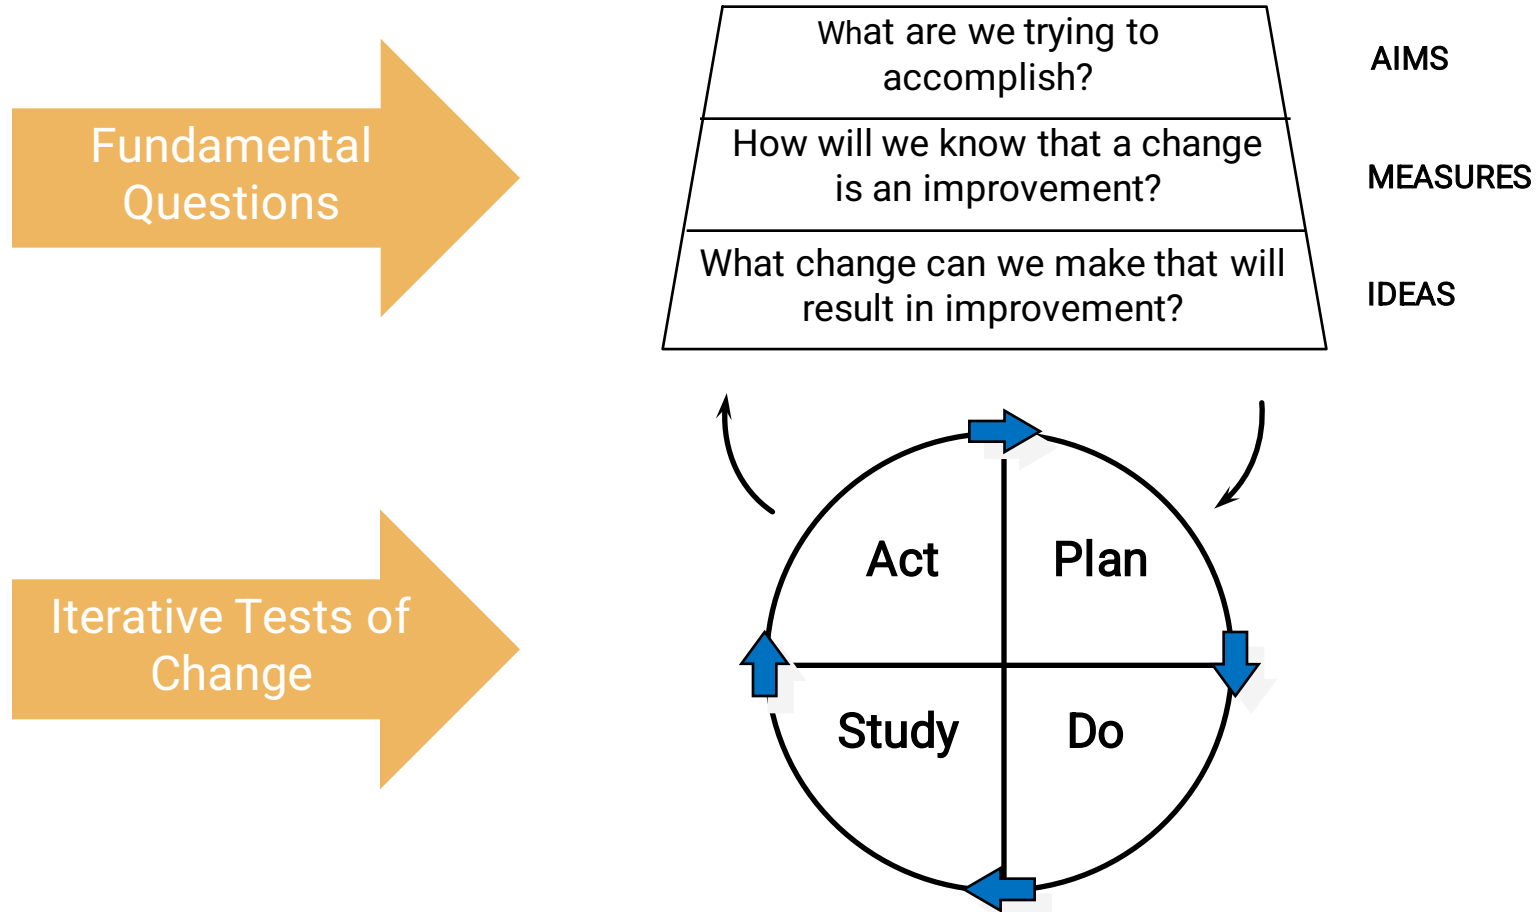 Fundamental
Questions
What are we trying to
accomplish?
AIMS
How will we know that a change
is an improvement?
MEASURES
What change can we make that will
result in improvement?
IDEAS
Iterative Tests of
Change
Act
Plan
Study
Do